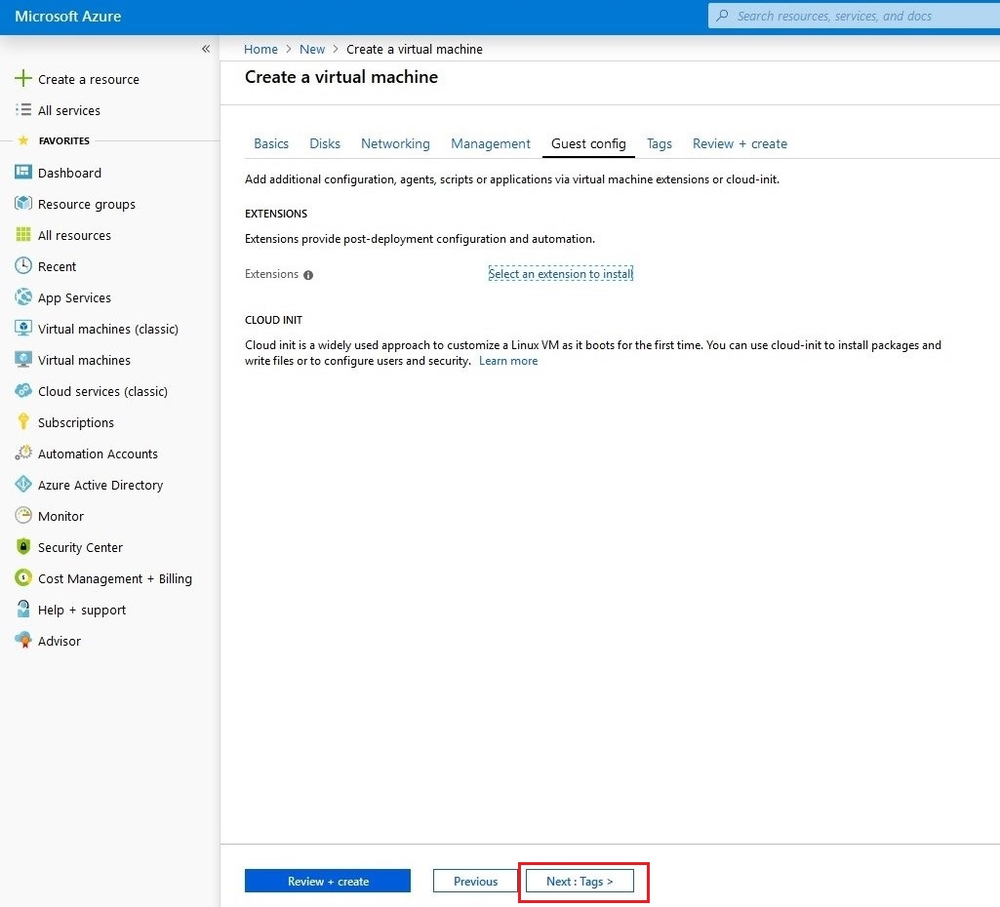 Microsoft Azure
Search resources, services, and docs
«
Home > New > Create a virtual machine
Create a virtual machine
Create a resource
All services
FAVORITES
Dashboard
Resource groups
All resources
Recent
App Services
Virtual machines (classic)
Virtual machines
Cloud services (classic)
Subscriptions
Automation Accounts
Azure Active Directory
Monitor
Security Center
Cost Management + Billing
Help + support
Advisor
Basics Disks Networking Management Guest config Tags Review + create
Add additional configuration, agents, scripts or applications via virtual machine extensions or cloud-init.
EXTENSIONS
Extensions provide post-deployment configuration and automation.
Extensions Select an extension to install
CLOUD INIT
Cloud init is a widely used approach to customize a Linux VM as it boots for the first time. You can use cloud-init to install packages and
write files or to configure users and security. Learn more
Review + create Previous Next : Tags >